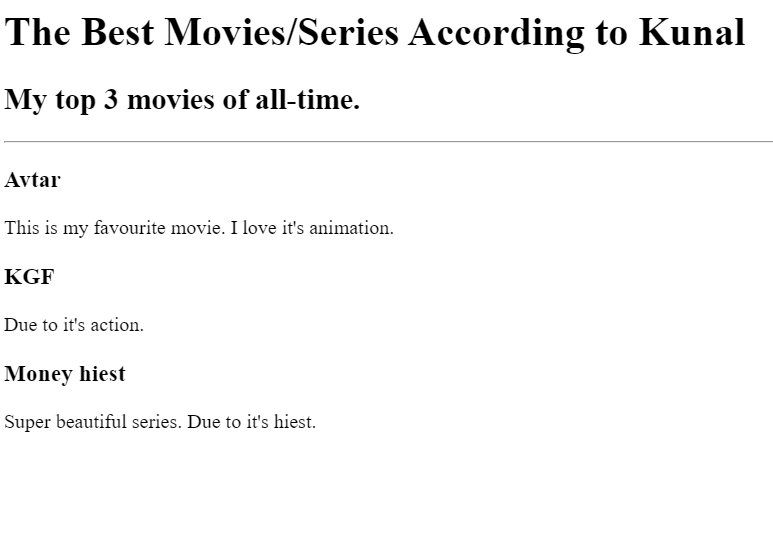 The Best Movies/Series According to Kunal
My top 3 movies of all-time.
Avtar
This is my favourite movie. I love it's animation.
KGF
Due to it's action.
Money hiest
Super beautiful series. Due to it's hiest.